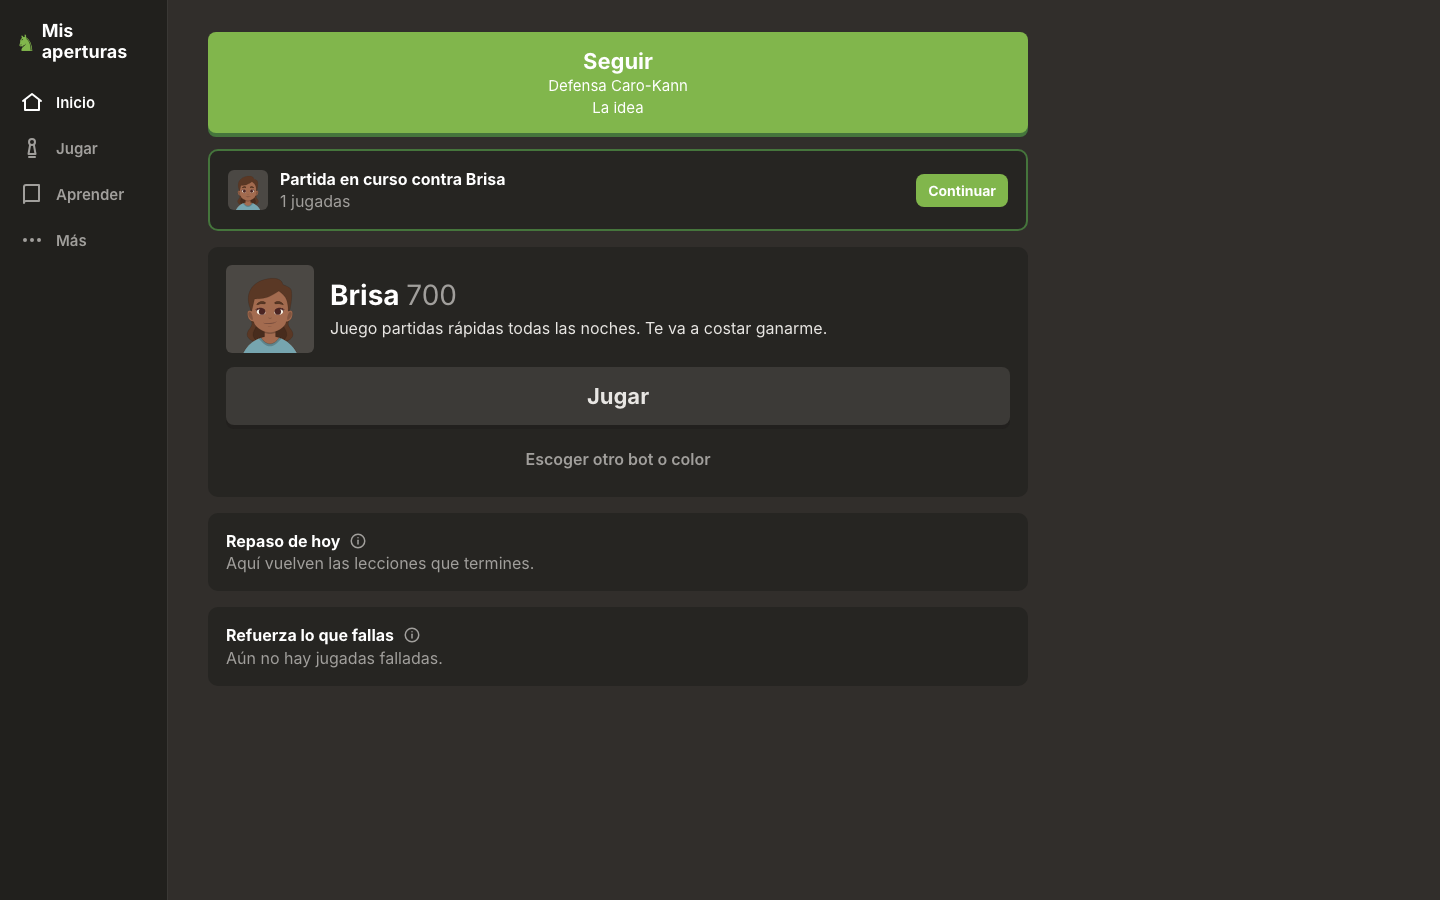 Mis
aperturas
Inicio
Jugar
Aprender
Más
Seguir
Defensa Caro-Kann
La idea
Partida en curso contra Brisa
1 jugadas
Continuar
Brisa 700
Juego partidas rápidas todas las noches. Te va a costar ganarme.
Jugar
Escoger otro bot o color
Repaso de hoy
Aquí vuelven las lecciones que termines.
Refuerza lo que fallas
Aún no hay jugadas falladas.